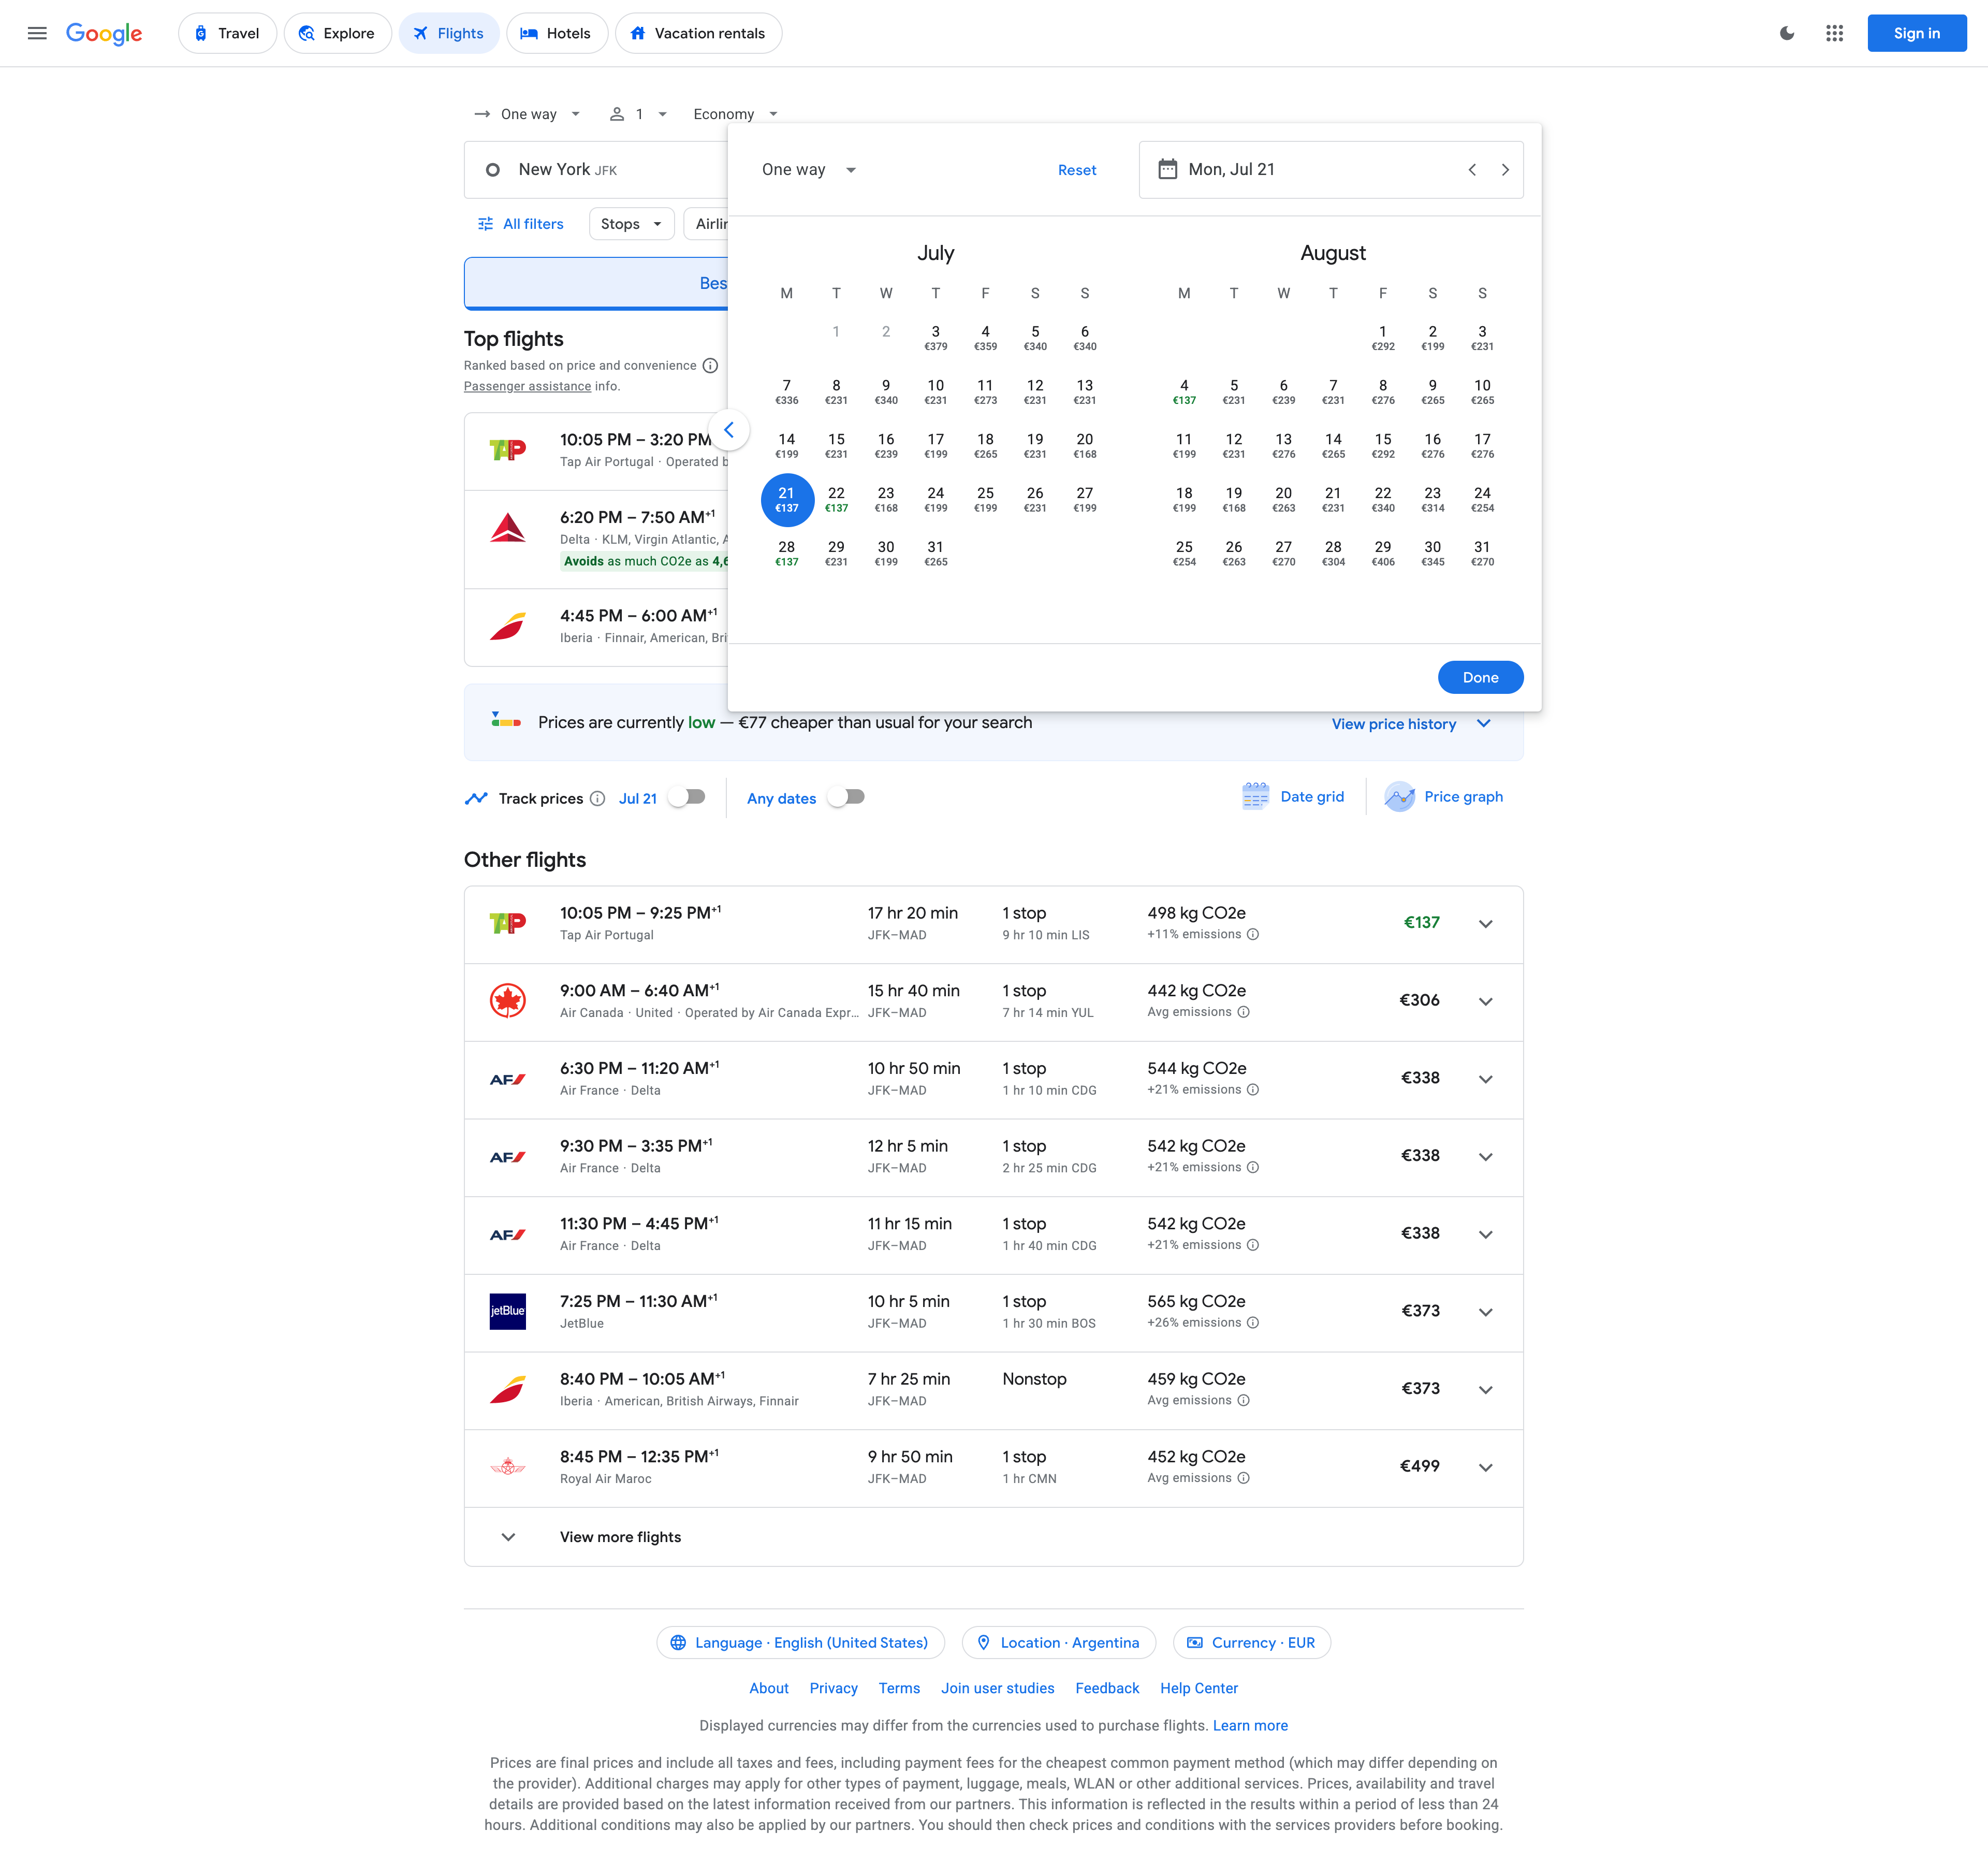 Google
Travel
Explore
Flights
Hotels
Vacation rentals
Sign in
One way
1
Economy
New York JFK
All filters
Stops
One way
Reset
Mon, Jul 21
July
M T W T F S S
1 2 3 4 5 6
€379 €359 €340 €340
7 8 9 10 11 12 13
€336 €231 €340 €231 €273 €231 €231
14 15 16 17 18 19 20
€199 €231 €239 €199 €265 €231 €168
21 22 23 24 25 26 27
€137 €137 €168 €199 €199 €231 €199
28 29 30 31
€137 €231 €199 €265
August
M T W T F S S
1 2 3
€292 €199 €231
4 5 6 7 8 9 10
€137 €231 €239 €231 €276 €265 €265
11 12 13 14 15 16 17
€199 €231 €276 €265 €292 €276 €276
18 19 20 21 22 23 24
€199 €168 €263 €231 €340 €314 €254
25 26 27 28 29 30 31
€254 €263 €270 €304 €406 €345 €270
Done
Top flights
Ranked based on price and convenience
Passenger assistance info.
TAP
10:05 PM – 3:20 PM
Tap Air Portugal · Operated
6:20 PM – 7:50 AM+1
Delta · KLM, Virgin Atlantic,
Avoids as much CO2e as
4:45 PM – 6:00 AM+1
Iberia · Finnair, American,
Prices are currently low — €77 cheaper than usual for your search
View price history
Track prices
Jul 21
Any dates
Date grid
Price graph
Other flights
TAP
10:05 PM – 9:25 PM+1 17 hr 20 min 1 stop 498 kg CO2e €137
Tap Air Portugal JFK–MAD 9 hr 10 min LIS +11% emissions
9:00 AM – 6:40 AM+1 15 hr 40 min 1 stop 442 kg CO2e €306
Air Canada · United · Operated by Air Canada Expr... JFK–MAD 7 hr 14 min YUL Avg emissions
AF
6:30 PM – 11:20 AM+1 10 hr 50 min 1 stop 544 kg CO2e €338
Air France · Delta JFK–MAD 1 hr 10 min CDG +21% emissions
AF
9:30 PM – 3:35 PM+1 12 hr 5 min 1 stop 542 kg CO2e €338
Air France · Delta JFK–MAD 2 hr 25 min CDG +21% emissions
AF
11:30 PM – 4:45 PM+1 11 hr 15 min 1 stop 542 kg CO2e €338
Air France · Delta JFK–MAD 1 hr 40 min CDG +21% emissions
jetBlue
7:25 PM – 11:30 AM+1 10 hr 5 min 1 stop 565 kg CO2e €373
JetBlue JFK–MAD 1 hr 30 min BOS +26% emissions
8:40 PM – 10:05 AM+1 7 hr 25 min Nonstop 459 kg CO2e €373
Iberia · American, British Airways, Finnair JFK–MAD Avg emissions
8:45 PM – 12:35 PM+1 9 hr 50 min 1 stop 452 kg CO2e €499
Royal Air Maroc JFK–MAD 1 hr CMN Avg emissions
View more flights
Language · English (United States)
Location · Argentina
Currency · EUR
About Privacy Terms Join user studies Feedback Help Center
Displayed currencies may differ from the currencies used to purchase flights. Learn more
Prices are final prices and include all taxes and fees, including payment fees for the cheapest common payment method (which may differ depending on
the provider). Additional charges may apply for other types of payment, luggage, meals, WLAN or other additional services. Prices, availability and travel
details are provided based on the latest information received from our partners. This information is reflected in the results within a period of less than 24
hours. Additional conditions may also be applied by our partners. You should then check prices and conditions with the services providers before booking.